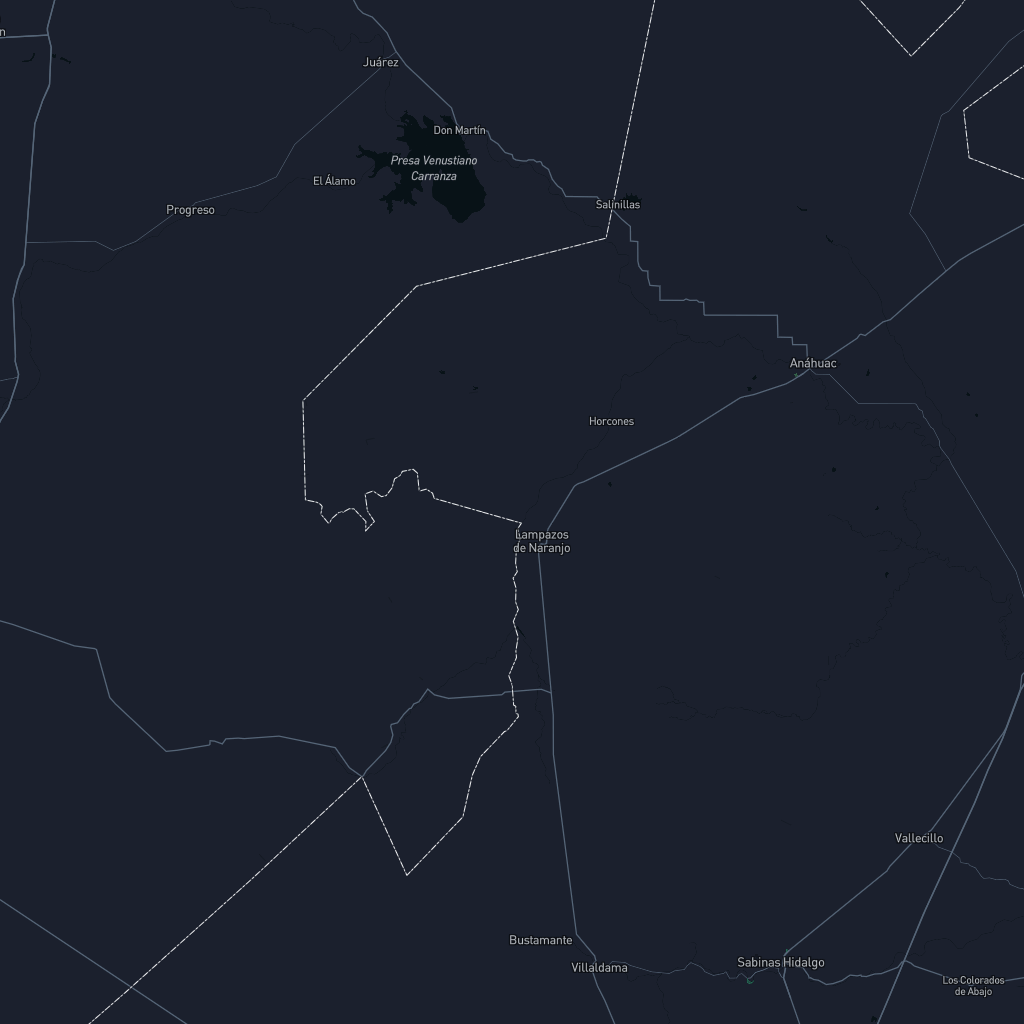 n
Juárez
Don Martín
Presa Venustiano
Carranza
El Álamo
Progreso
Salinillas
Anáhuac
Horcones
Lampazos
de Naranjo
Vallecillo
Bustamante
Villaldama
Sabinas Hidalgo
Los Colorados
de Abajo